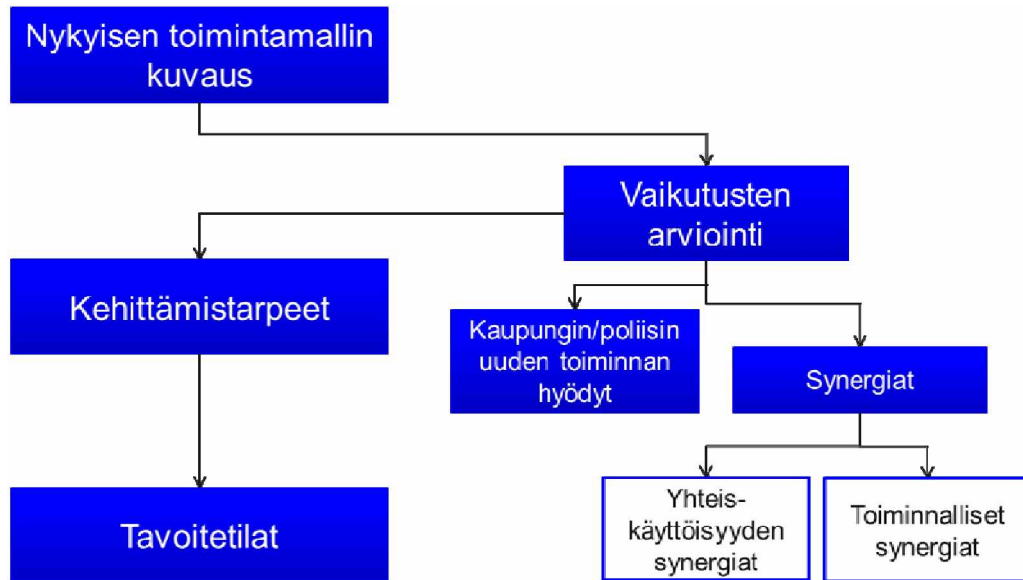 Nykyisen toimintamallin
kuvaus
Vaikutusten
arviointi
Kehittämistarpeet
Kaupungin/poliisin
uuden toiminnan
hyödyt
Synergiat
Yhteis-
käyttöisyyden
synergiat
Toiminnalliset
synergiat
Tavoitetilat